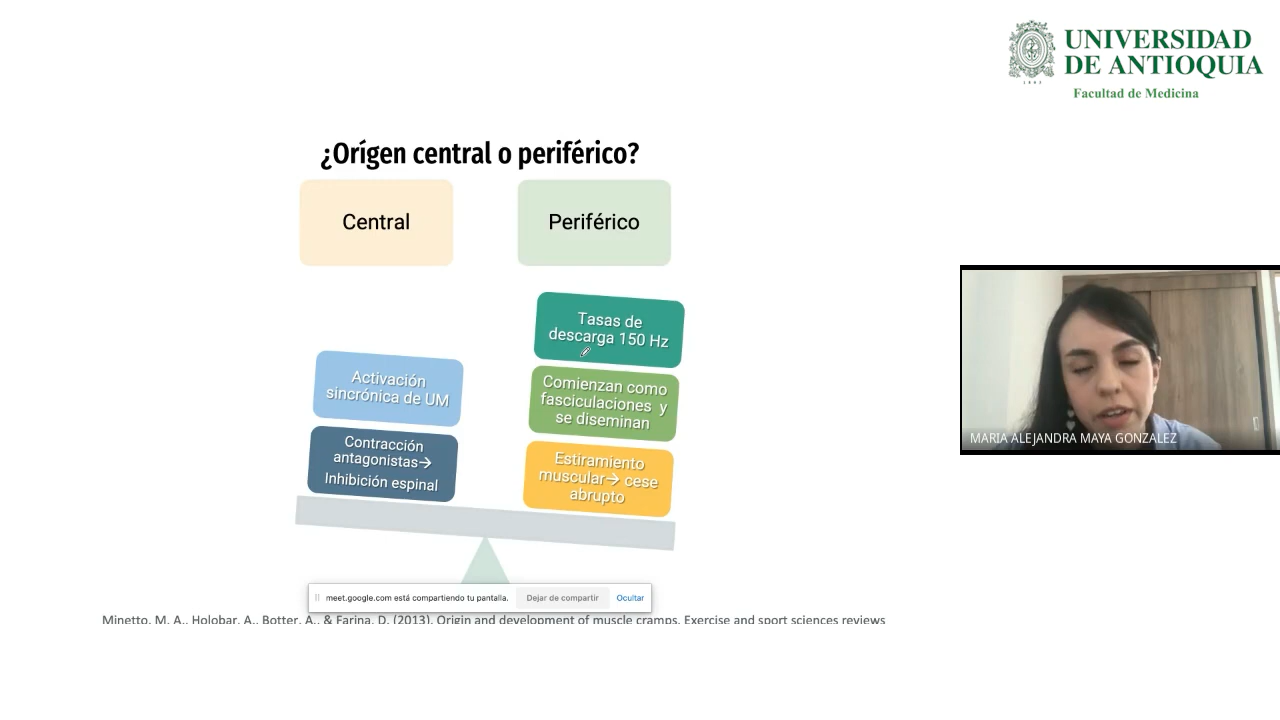 UNIVERSIDAD
DE ANTIOQUIA
1803
Facultad de Medicina
¿Orígen central o periférico?
Central
Periférico
Activación
sincrónica de UM
Contracción
antagonistas→
Inhibición espinal
Tasas de
descarga 150 Hz
Comienzan como
fasciculaciones y
se diseminan
Estiramiento
muscular→ cese
abrupto
MARIA ALEJANDRA MAYA GONZALEZ
meet.google.com está compartiendo tu pantalla.
Dejar de compartir
Ocultar
Minetto, M. A., Holobar, A., Botter, A., & Farina, D. (2013). Origin and development of muscle cramps. Exercise and sport sciences reviews